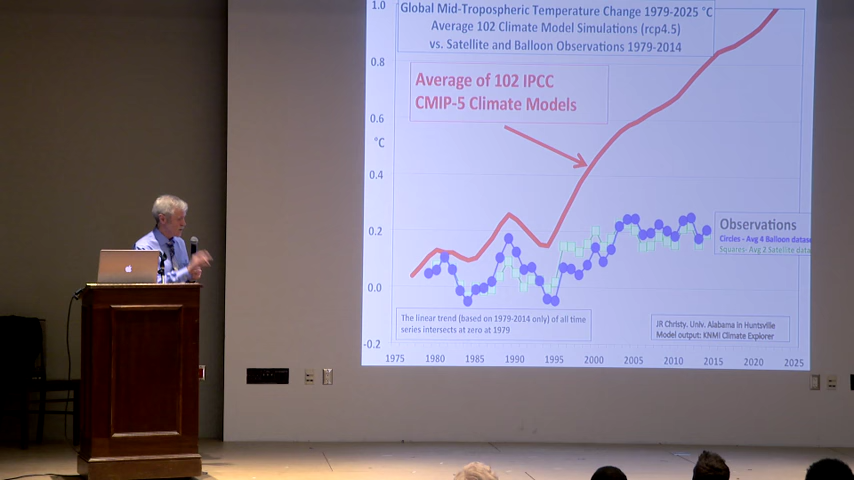 Global Mid-Tropospheric Temperature Change 1979-2025 °C
Average 102 Climate Model Simulations (rcp4.5)
vs. Satellite and Balloon Observations 1979-2014
Average of 102 IPCC
CMIP-5 Climate Models
1.0
0.8
0.6
°C
0.4
0.2
0.0
-0.2
Observations
Circles - Avg 4 Balloon datase
Squares- Avg 2 Satellite data
The linear trend (based on 1979-2014 only) of all time
series intersects at zero at 1979
JR Christy, Univ. Alabama in Huntsville
Model output: KNMI Climate Explorer
1975 1980 1985 1990 1995 2000 2005 2010 2015 2020 2025